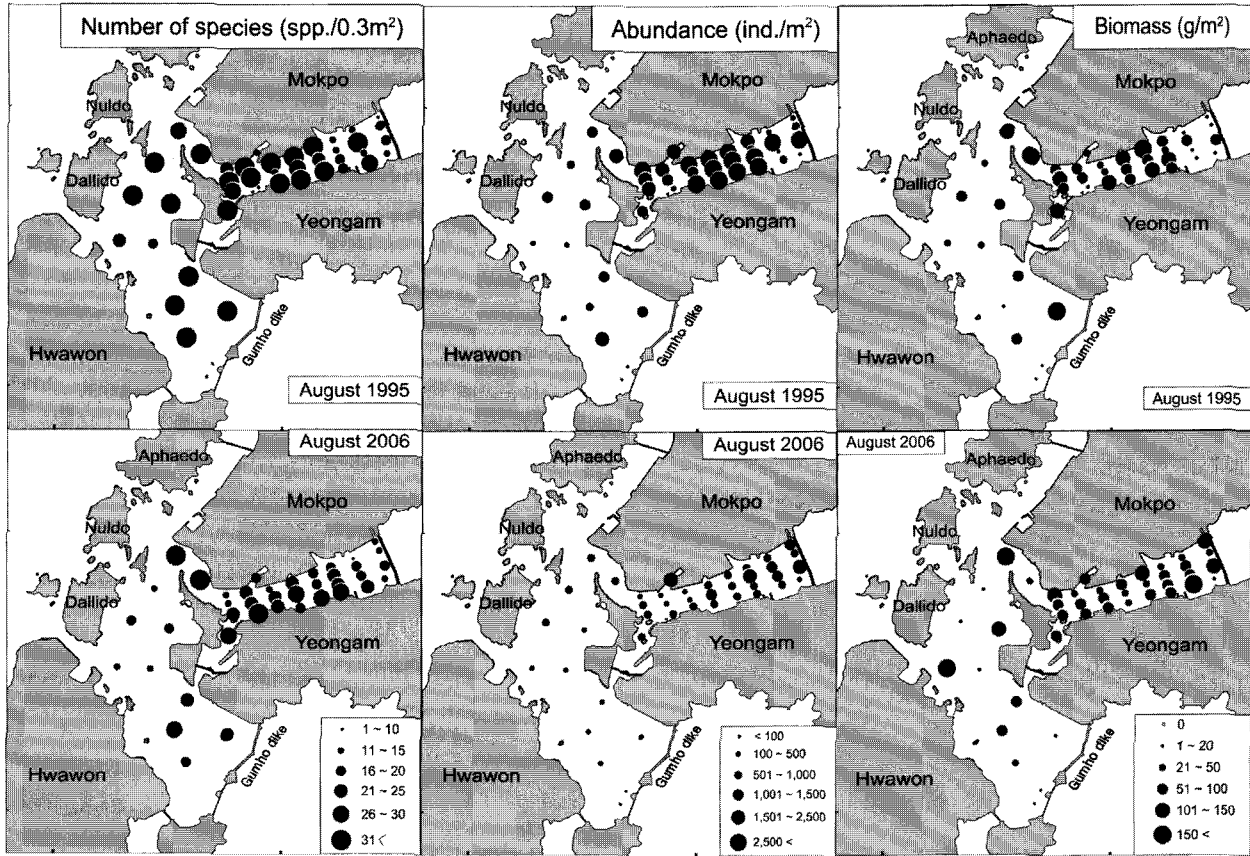 Number of species (spp./0.3m²)
Mokpo
Nuldo
Dallido
Yeongam
Hwawon
Gumho dike
August 1995
Abundance (ind./m²)
Mokpo
Nuldo
Dallido
Yeongam
Hwawon
Gumho dike
August 1995
Biomass (g/m²)
Aphaedo
Mokpo
Nuldo
Dallido
Yeongam
Hwawon
Gumho dike
August 1995
August 2006
Aphaedo
Mokpo
Nuldo
Dallido
Yeongam
Hwawon
Gumho dike
1 ~ 10
11 ~ 15
16 ~ 20
21 ~ 25
26 ~ 30
31 <
August 2006
Aphaedo
Mokpo
Nuldo
Dallido
Yeongam
Hwawon
Gumho dike
< 100
100 ~ 500
501 ~ 1,000
1,001 ~ 1,500
1,501 ~ 2,500
2,500 <
August 2006
Aphaedo
Mokpo
Nuldo
Dallido
Yeongam
Hwawon
Gumho dike
0
1 ~ 20
21 ~ 50
51 ~ 100
101 ~ 150
150 <